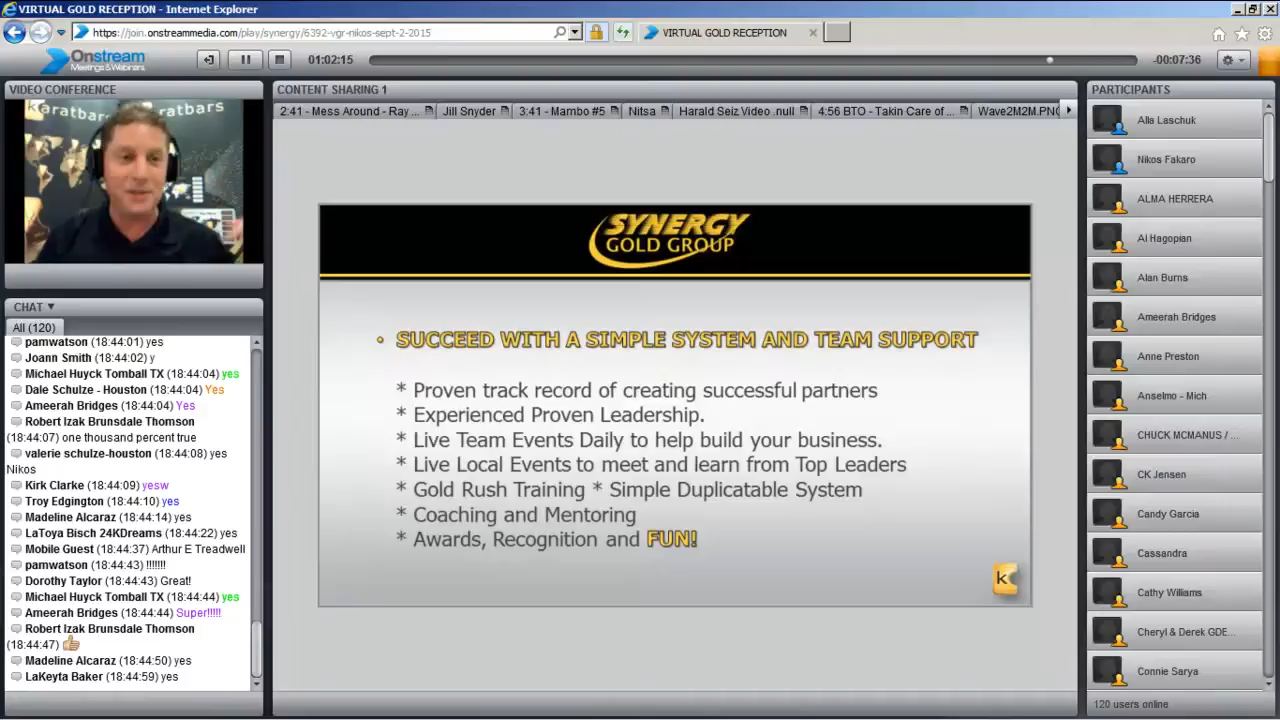 VIRTUAL GOLD RECEPTION - Internet Explorer
https://join.onstreammedia.com/play/synergy/6392-vgr-nikos-sept-2-2015
VIRTUAL GOLD RECEPTION
Onstream
Meetings & Webinars
01:02:15
-00:07:36
VIDEO CONFERENCE
karatbars
ratbars
CHAT
All (120)
pamwatson (18:44:01) yes
Joann Smith (18:44:02) y
Michael Huyck Tomball TX (18:44:04) yes
Dale Schulze - Houston (18:44:04) Yes
Ameerah Bridges (18:44:04) Yes
Robert Izak Brunsdale Thomson
(18:44:07) one thousand percent true
valerie schulze-houston (18:44:08) yes
Nikos
Kirk Clarke (18:44:09) yesw
Troy Edgington (18:44:10) yes
Madeline Alcaraz (18:44:14) yes
LaToya Bisch 24KDreams (18:44:22) yes
Mobile Guest (18:44:37) Arthur E Treadwell
pamwatson (18:44:43) !!!!!!!
Dorothy Taylor (18:44:43) Great!
Michael Huyck Tomball TX (18:44:44) yes
Ameerah Bridges (18:44:44) Super!!!!!
Robert Izak Brunsdale Thomson
(18:44:47)
Madeline Alcaraz (18:44:50) yes
LaKeyta Baker (18:44:59) yes
CONTENT SHARING 1
2:41 - Mess Around - Ray ...
Jill Snyder
3:41 - Mambo #5
Nitsa
Harald Seiz Video .null
4:56 BTO - Takin Care of ...
Wave2M2M.PNG
SYNERGY
GOLD GROUP
• SUCCEED WITH A SIMPLE SYSTEM AND TEAM SUPPORT
* Proven track record of creating successful partners
* Experienced Proven Leadership.
* Live Team Events Daily to help build your business.
* Live Local Events to meet and learn from Top Leaders
* Gold Rush Training * Simple Duplicatable System
* Coaching and Mentoring
* Awards, Recognition and FUN!
k
PARTICIPANTS
Alla Laschuk
Nikos Fakaro
ALMA HERRERA
Al Hagopian
Alan Burns
Ameerah Bridges
Anne Preston
Anselmo - Mich
CHUCK MCMANUS / ...
CK Jensen
Candy Garcia
Cassandra
Cathy Williams
Cheryl & Derek GDE...
Connie Sarya
120 users online